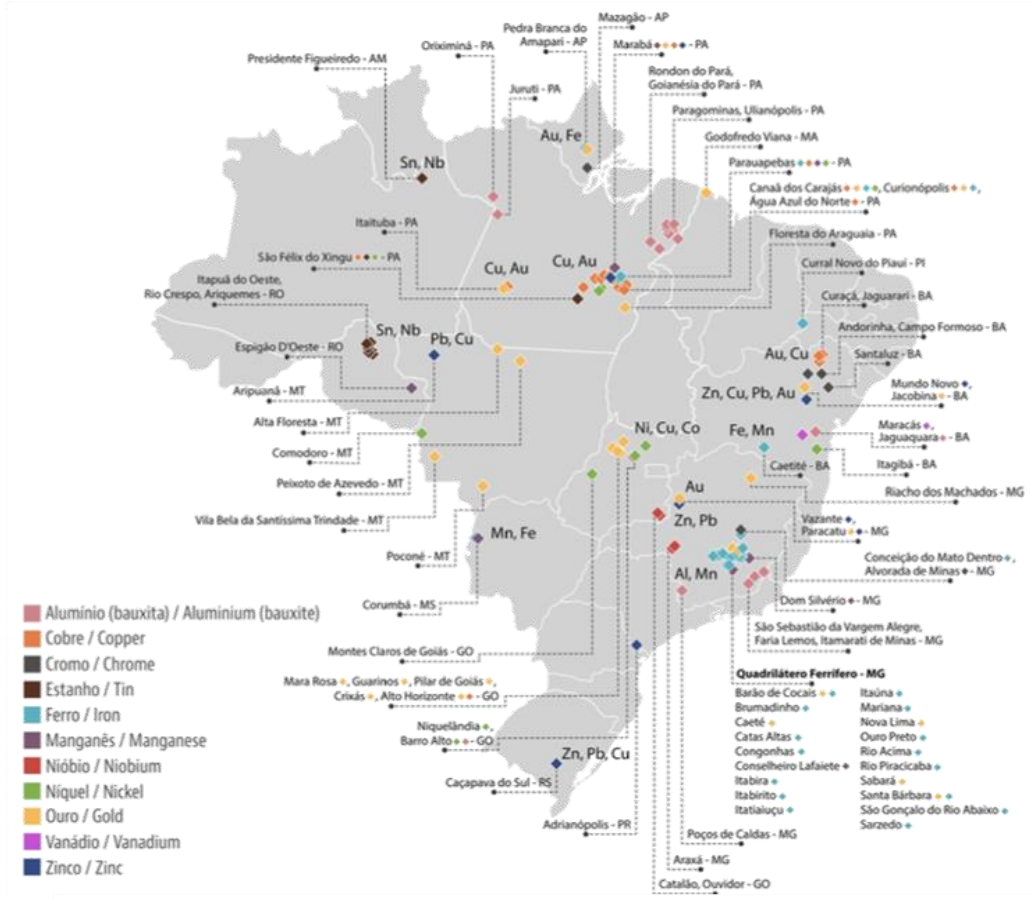 Mazagão - AP
Pedra Branca do
Amapari - AP
Marabá - PA
Oriximiná - PA
Presidente Figueiredo - AM
Rondon do Pará,
Goianésia do Pará - PA
Juruti - PA
Paragominas, Ulianópolis - PA
Au, Fe
Godofredo Viana - MA
Sn, Nb
Parauapebas - PA
Canaã dos Carajás , Curionópolis ,
Água Azul do Norte - PA
Itaituba - PA
Floresta do Araguaia - PA
São Félix do Xingu - PA
Cu, Au
Cu, Au
Curral Novo do Piauí - PI
Itapuã do Oeste,
Rio Crespo, Ariquemes - RO
Curaçá, Jaguarari - BA
Sn, Nb
Pb, Cu
Andorinha, Campo Formoso - BA
Espigão D'Oeste - RO
Au, Cu
Santaluz - BA
Aripuanã - MT
Zn, Cu, Pb, Au
Mundo Novo ,
Jacobina - BA
Alta Floresta - MT
Ni, Cu, Co
Fe, Mn
Maracás ,
Jaguaquara - BA
Comodoro - MT
Caetité - BA
Itagibá - BA
Peixoto de Azevedo - MT
Au
Riacho dos Machados - MG
Vila Bela da Santíssima Trindade - MT
Zn, Pb
Vazante ,
Paracatu - MG
Mn, Fe
Poconé - MT
Conceição do Mato Dentro ,
Alvorada de Minas - MG
Al, Mn
Corumbá - MS
Dom Silvério - MG
Alumínio (bauxita) / Aluminium (bauxite)
Cobre / Copper
Cromo / Chrome
Estanho / Tin
Ferro / Iron
Manganês / Manganese
Nióbio / Niobium
Níquel / Nickel
Ouro / Gold
Vanádio / Vanadium
Zinco / Zinc
São Sebastião da Vargem Alegre,
Faria Lemos, Itamarati de Minas - MG
Montes Claros de Goiás - GO
Mara Rosa , Guarinos , Pilar de Goiás ,
Crixás , Alto Horizonte - GO
Niquelândia ,
Barro Alto - GO
Zn, Pb, Cu
Caçapava do Sul - RS
Adrianópolis - PR
Quadrilátero Ferrífero - MG
Barão de Cocais
Brumadinho
Caeté
Catas Altas
Congonhas
Conselheiro Lafaiete
Itabira
Itabirito
Itatiaiuçu
Itaúna
Mariana
Nova Lima
Ouro Preto
Rio Acima
Rio Piracicaba
Sabará
Santa Bárbara
São Gonçalo do Rio Abaixo
Sarzedo
Poços de Caldas - MG
Araxá - MG
Catalão, Ouvidor - GO